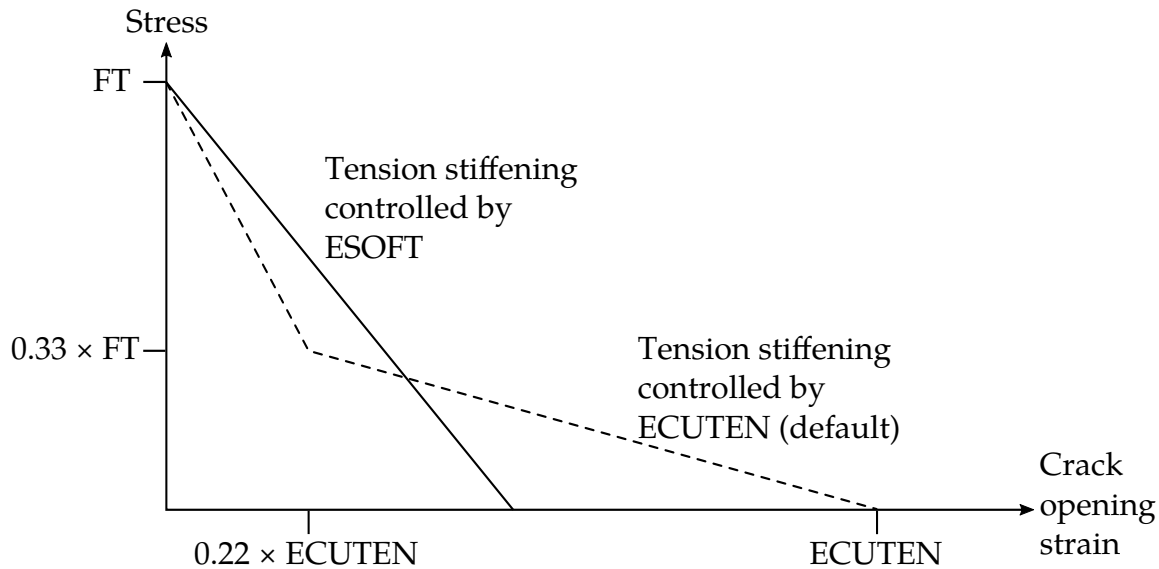 Stress
FT
Tension stiffening
controlled by
ESOFT
0.33 × FT
Tension stiffening
controlled by
ECUTEN (default)
Crack
opening
strain
0.22 × ECUTEN
ECUTEN